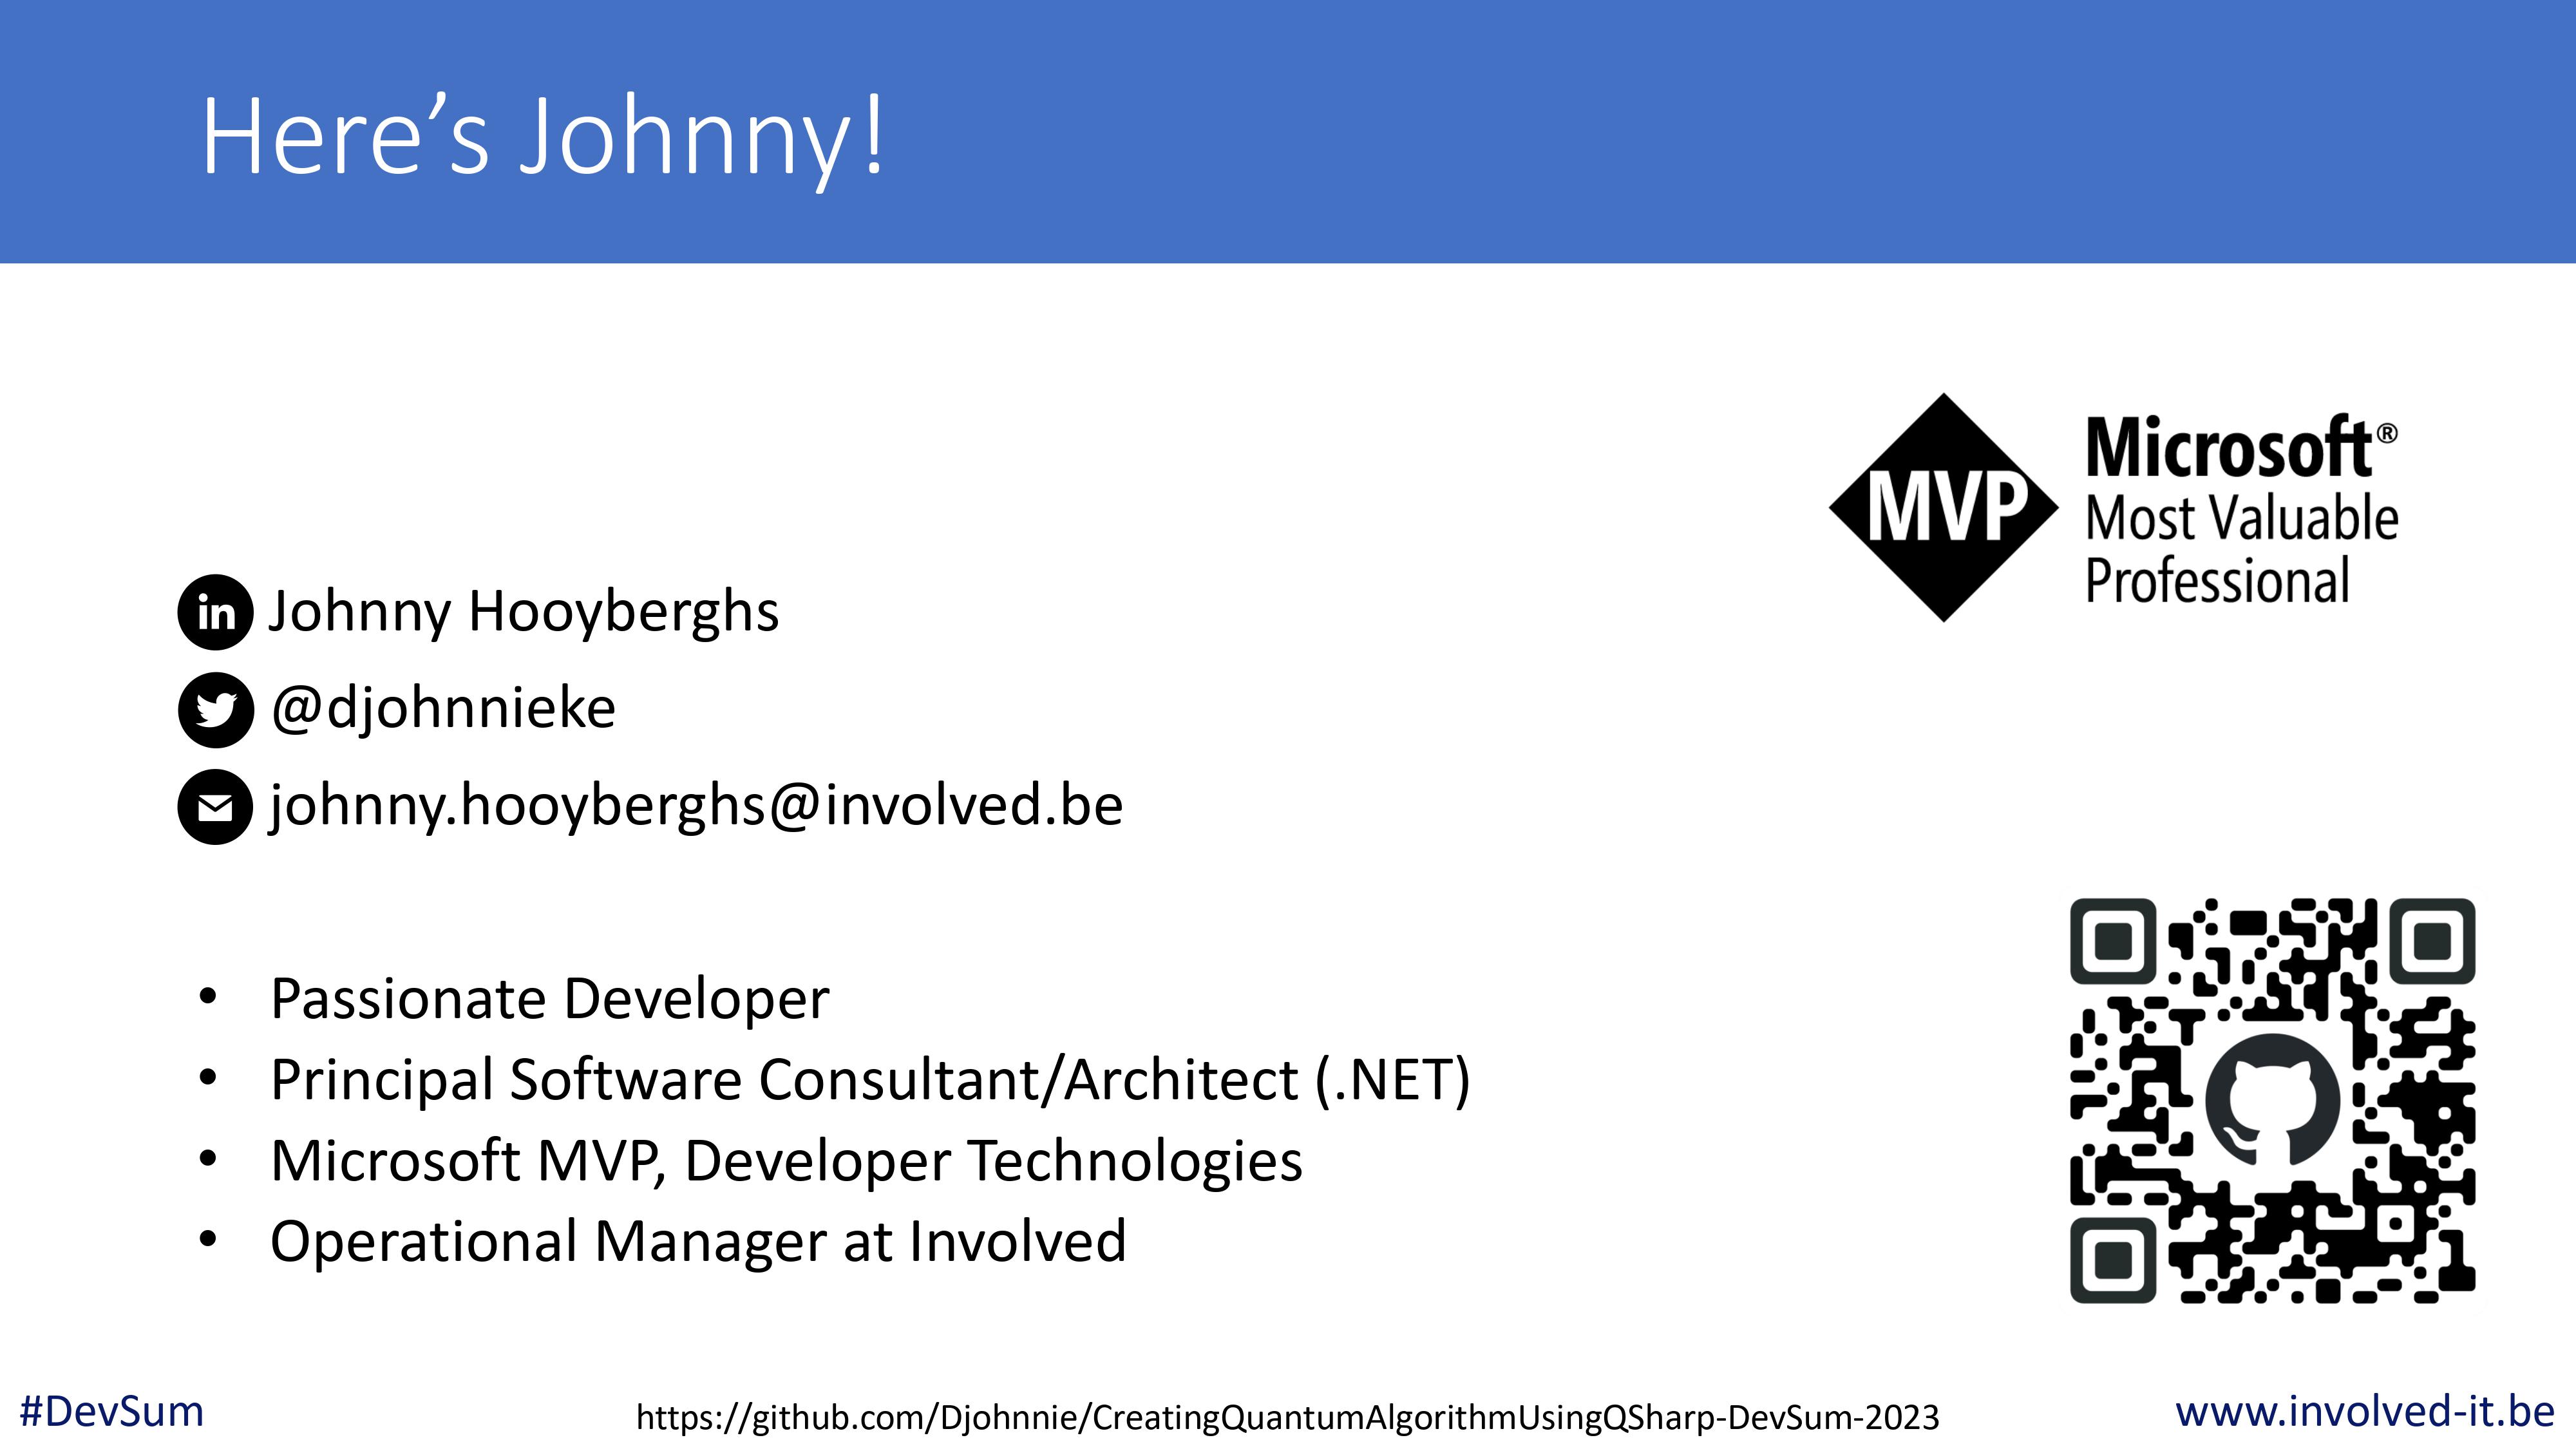 Here’s Johnny!
MVP
Microsoft®
Most Valuable
Professional
in Johnny Hooyberghs
@djohnnieke
johnny.hooyberghs@involved.be
• Passionate Developer
• Principal Software Consultant/Architect (.NET)
• Microsoft MVP, Developer Technologies
• Operational Manager at Involved
#DevSum
https://github.com/Djohnnie/CreatingQuantumAlgorithmUsingQSharp-DevSum-2023
www.involved-it.be